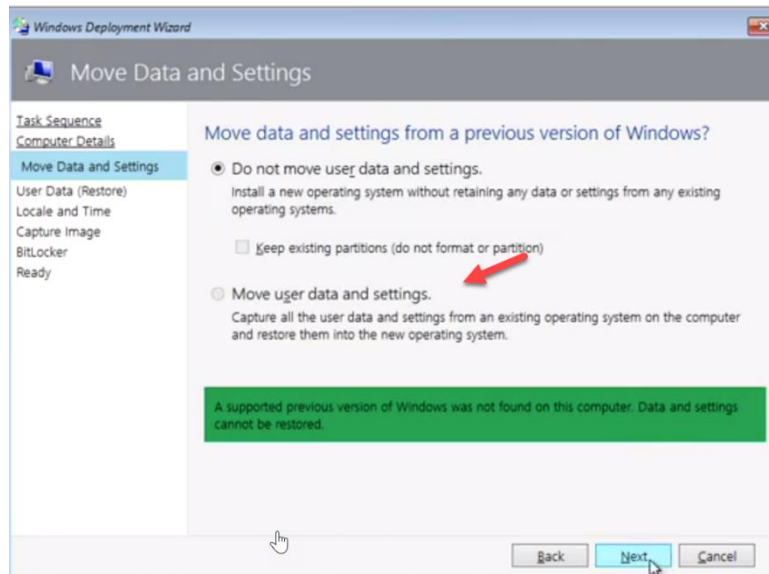 Windows Deployment Wizard
Move Data and Settings
Task Sequence
Computer Details
Move Data and Settings
User Data (Restore)
Locale and Time
Capture Image
BitLocker
Ready
Move data and settings from a previous version of Windows?
Do not move user data and settings.
Install a new operating system without retaining any data or settings from any existing
operating systems.
Keep existing partitions (do not format or partition)
Move user data and settings.
Capture all the user data and settings from an existing operating system on the computer
and restore them into the new operating system.
A supported previous version of Windows was not found on this computer. Data and settings
cannot be restored.
Back
Next
Cancel